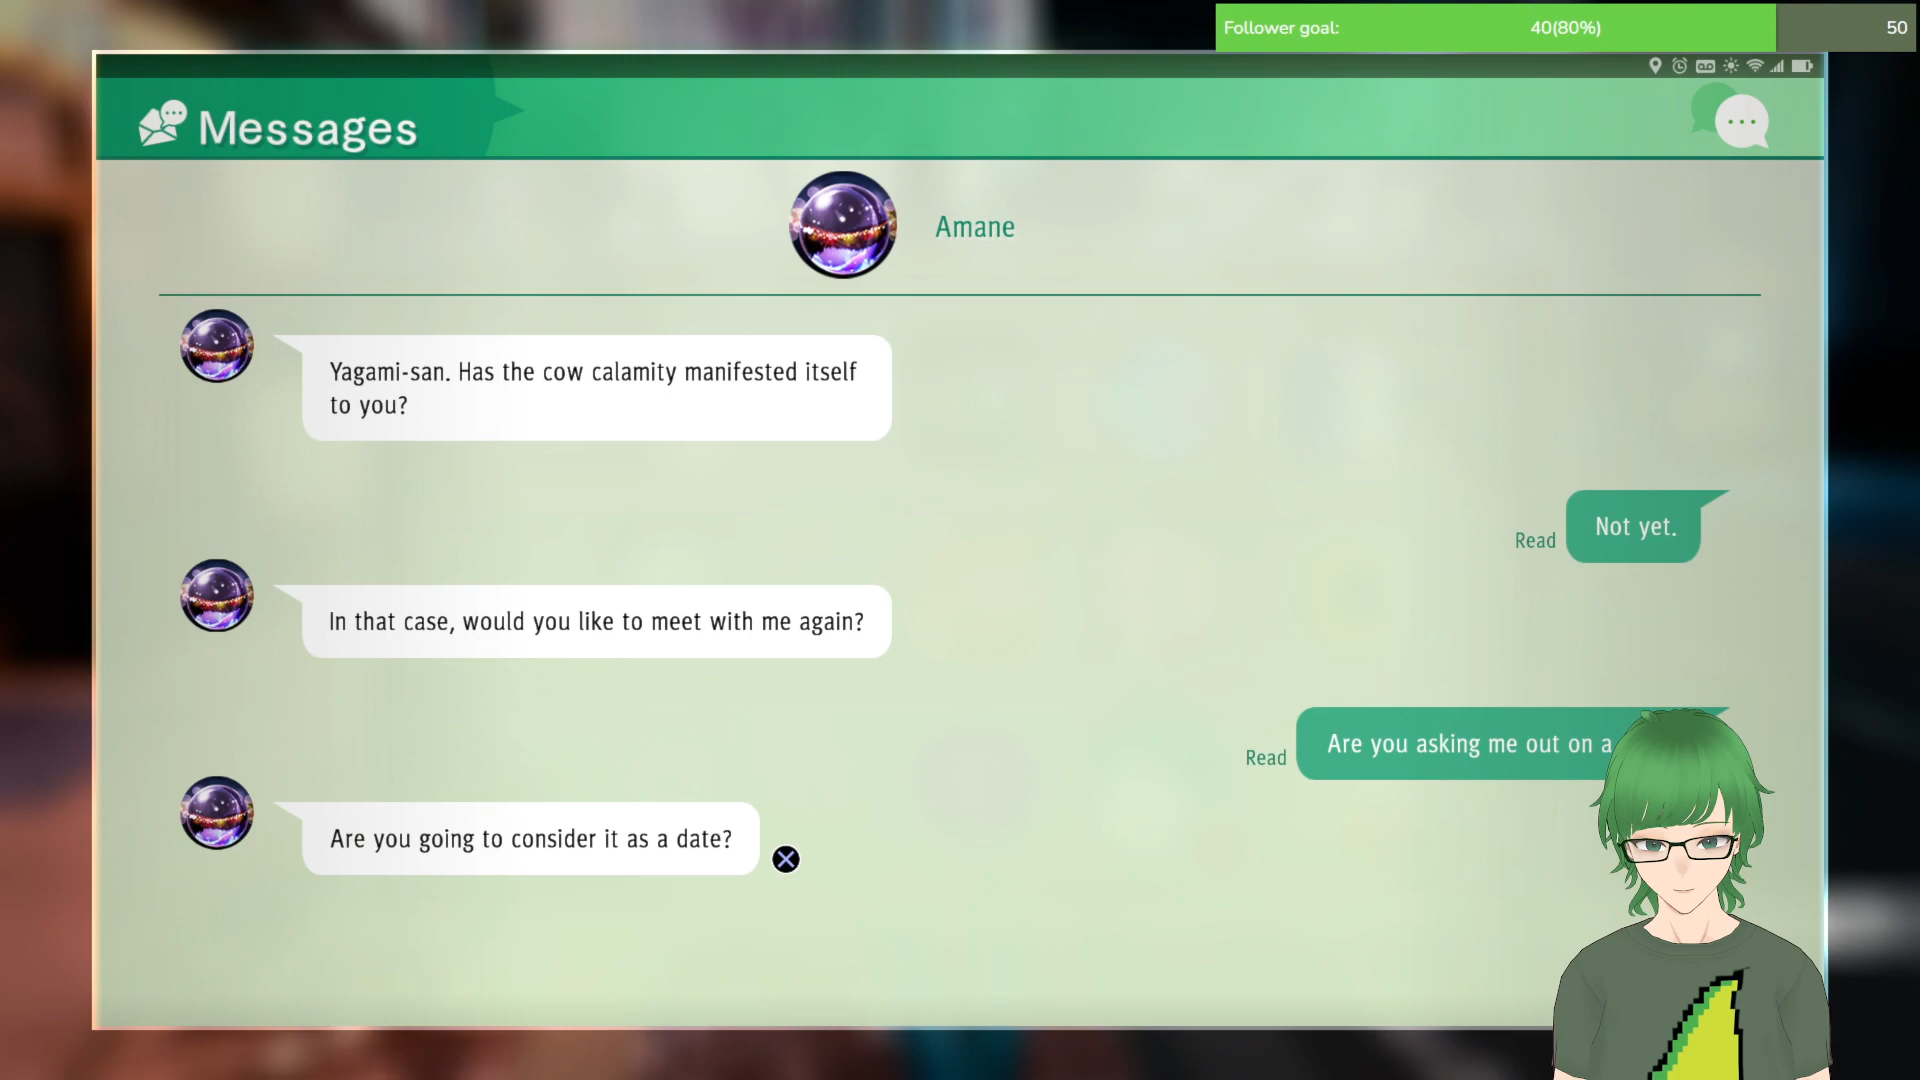 Follower goal: 40(80%) 50
Messages
Amane
Yagami-san. Has the cow calamity manifested itself
to you?
Read Not yet.
In that case, would you like to meet with me again?
Read Are you asking me out on a
Are you going to consider it as a date?